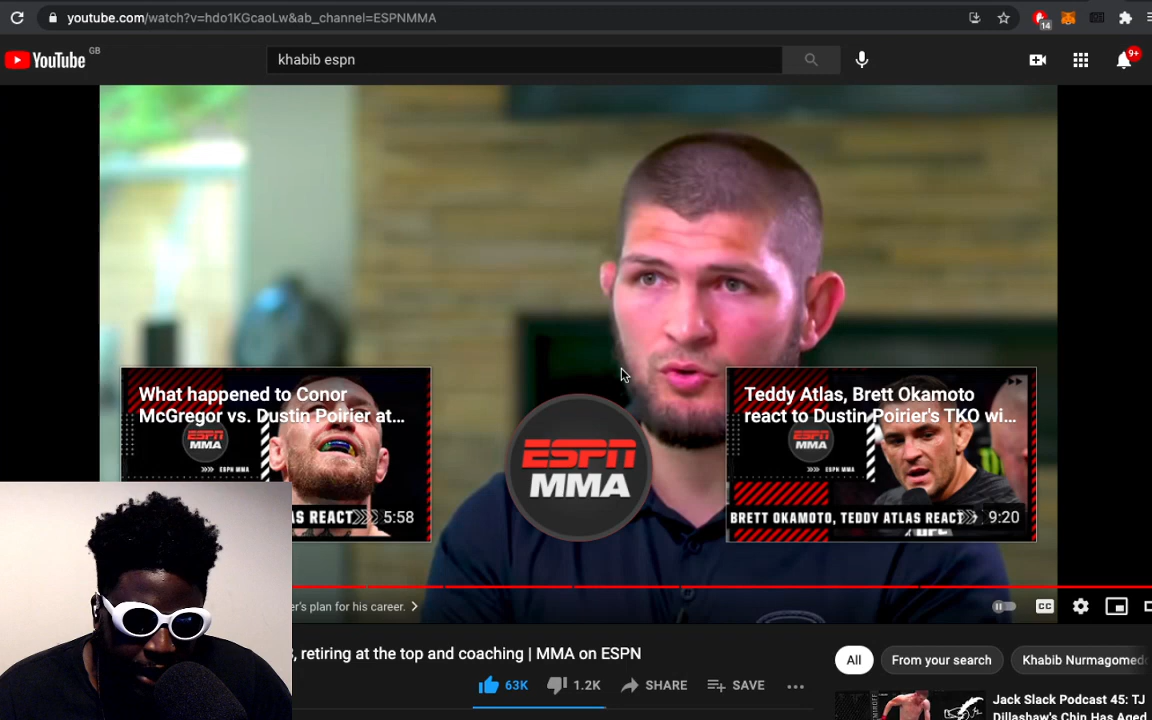 youtube.com/watch?v=hdo1KGcaoLw&ab_channel=ESPNMMA
14
YouTube GB
khabib espn
9+
What happened to Conor
McGregor vs. Dustin Poirier at...
ESPN
MMA
ESPN MMA
AS REACT
5:58
ESPN
MMA
Teddy Atlas, Brett Okamoto
react to Dustin Poirier's TKO wi...
ESPN
MMA
ESPN MMA
BRETT OKAMOTO, TEDDY ATLAS REACT
9:20
er's plan for his career.
CC
, retiring at the top and coaching | MMA on ESPN
63K
1.2K
SHARE
SAVE
All
From your search
Khabib Nurmagomed
Jack Slack Podcast 45: TJ
Dillashaw's Chin Has Aged